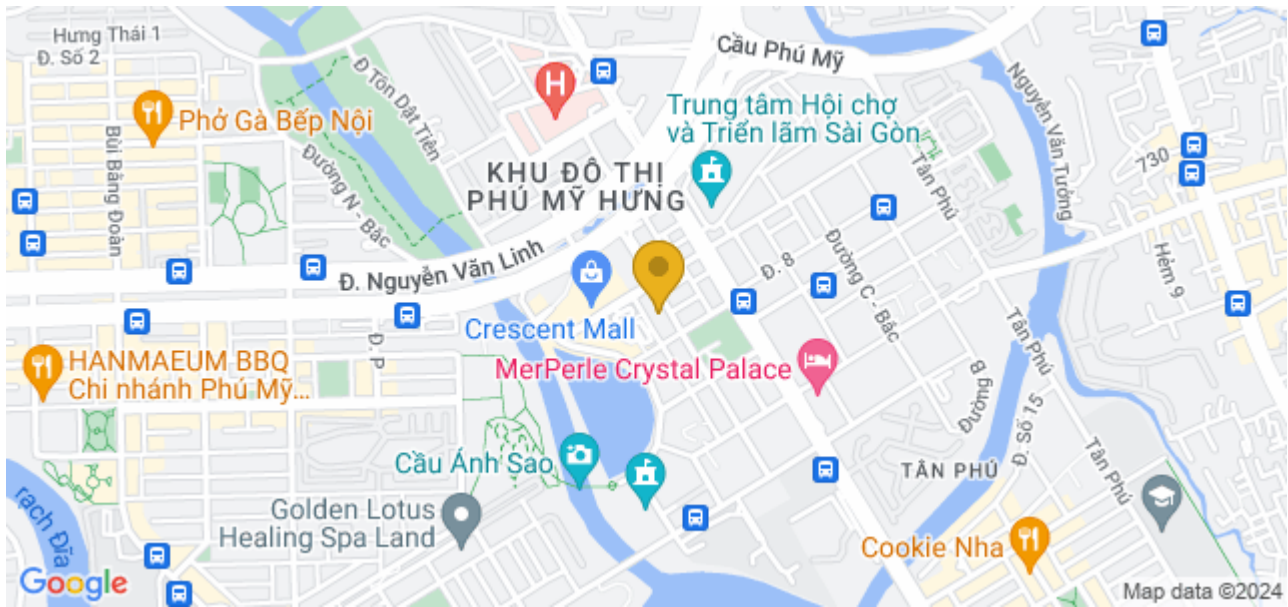 Hưng Thái 1
Đ. Số 2
Cầu Phú Mỹ
Đ Tôn Dật Tiên
Nguyễn Văn Tưởng
H
Trung tâm Hội chợ
và Triển lãm Sài Gòn
Phở Gà Bếp Nội
Bùi Bằng Đoàn
Đường N - Bắc
KHU ĐÔ THỊ
PHÚ MỸ HƯNG
Tân Phú
730
Đ. Nguyễn Văn Linh
Đ. 8
Đường C - Bắc
Hẻm 9
Crescent Mall
Đ. P
HANMAEUM BBQ
Chi nhánh Phú Mỹ...
MerPerle Crystal Palace
Tân Phú
Đường B
Đ. Số 15
Cầu Ánh Sao
TÂN PHÚ
Tân Phú
rạch Đĩa
Golden Lotus
Healing Spa Land
Cookie Nha
Google
Map data ©2024